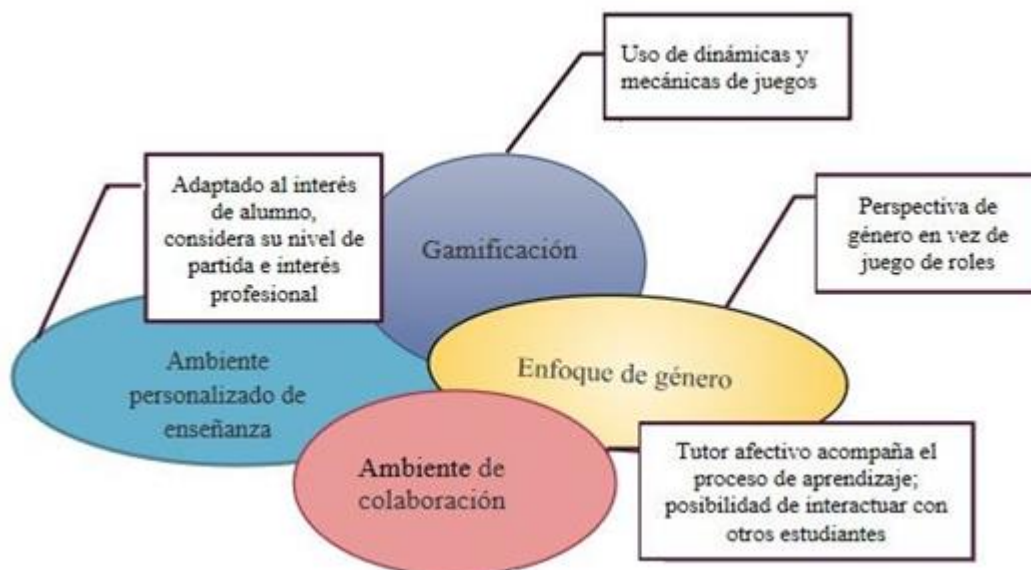 Uso de dinámicas y
mecánicas de juegos
Adaptado al interés
de alumno,
considera su nivel de
partida e interés
profesional
Gamificación
Perspectiva de
género en vez de
juego de roles
Ambiente
personalizado de
enseñanza
Enfoque de género
Ambiente de
colaboración
Tutor afectivo acompaña el
proceso de aprendizaje;
posibilidad de interactuar con
otros estudiantes